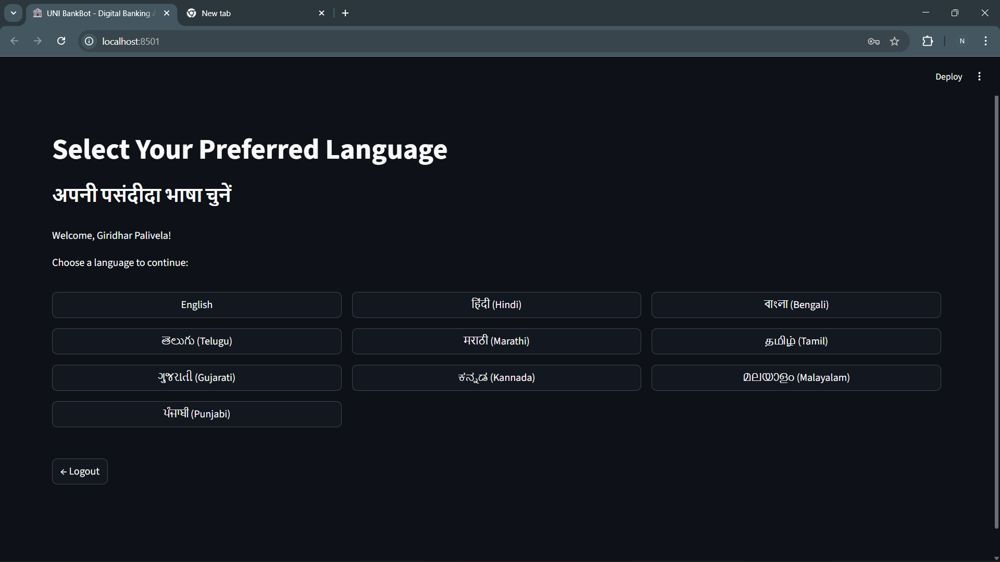 UNI BankBot - Digital Banking
New tab
localhost:8501
N
Deploy
Select Your Preferred Language
अपनी पसंदीदा भाषा चुनें
Welcome, Giridhar Palivela!
Choose a language to continue:
English
हिंदी (Hindi)
বাংলা (Bengali)
తెలుగు (Telugu)
मराठी (Marathi)
தமிழ் (Tamil)
ગુજરાતી (Gujarati)
ಕನ್ನಡ (Kannada)
മലയാളം (Malayalam)
ਪੰਜਾਬੀ (Punjabi)
← Logout